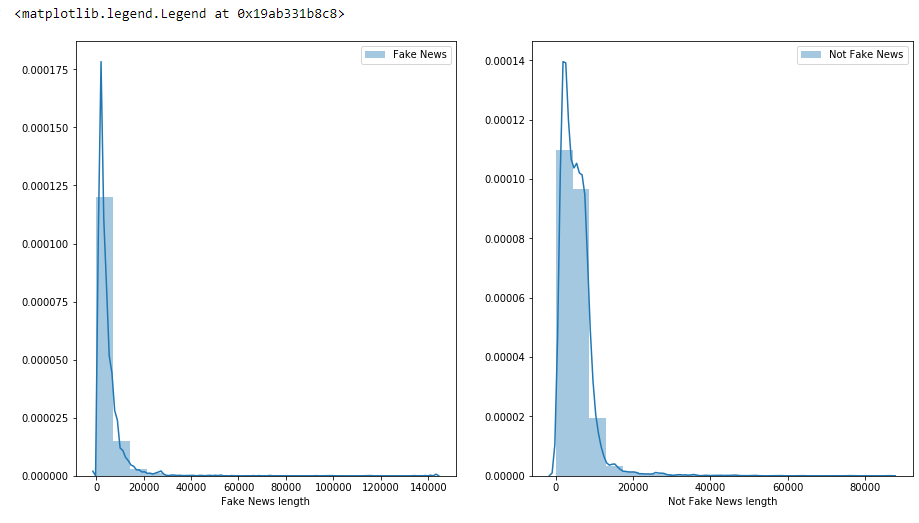 <matplotlib.legend.Legend at 0x19ab331b8c8>
Fake News
0.000175
0.000150
0.000125
0.000100
0.000075
0.000050
0.000025
0.000000
0 20000 40000 60000 80000 100000 120000 140000
Fake News length
Not Fake News
0.00014
0.00012
0.00010
0.00008
0.00006
0.00004
0.00002
0.00000
0 20000 40000 60000 80000
Not Fake News length